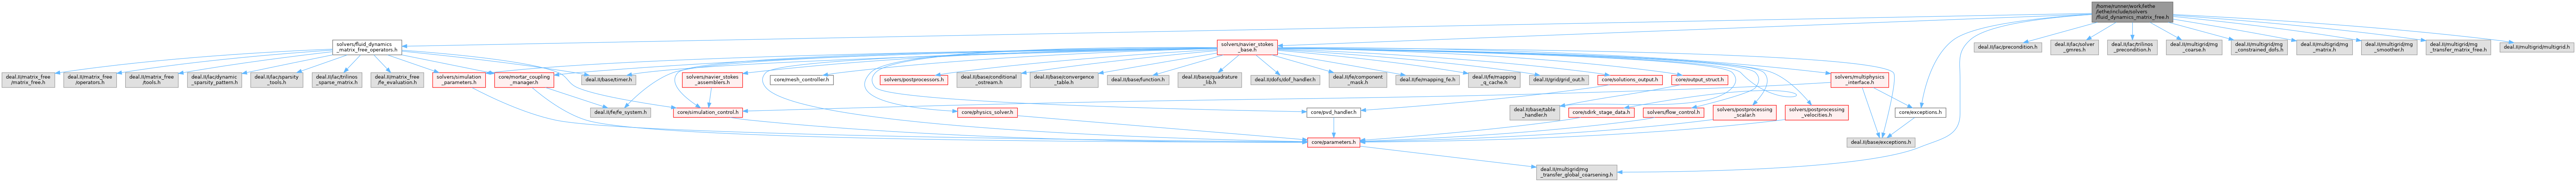 /home/runner/work/lethe
/lethe/include/solvers
/fluid_dynamics_matrix_free.h
solvers/fluid_dynamics
_matrix_free_operators.h
solvers/navier_stokes
_base.h
deal.II/lac/precondition.h
deal.II/lac/solver
_gmres.h
deal.II/lac/trilinos
_precondition.h
deal.II/multigrid/mg
_coarse.h
deal.II/multigrid/mg
_constrained_dofs.h
deal.II/multigrid/mg
_matrix.h
deal.II/multigrid/mg
_smoother.h
deal.II/multigrid/mg
_transfer_matrix_free.h
deal.II/multigrid/multigrid.h
deal.II/matrix_free
/matrix_free.h
deal.II/matrix_free
/operators.h
deal.II/matrix_free
/tools.h
deal.II/lac/dynamic
_sparsity_pattern.h
deal.II/lac/sparsity
_tools.h
deal.II/lac/trilinos
_sparse_matrix.h
deal.II/matrix_free
/fe_evaluation.h
solvers/simulation
_parameters.h
core/mortar_coupling
_manager.h
deal.II/base/timer.h
solvers/navier_stokes
_assemblers.h
core/mesh_controller.h
solvers/postprocessors.h
deal.II/base/conditional
_ostream.h
deal.II/base/convergence
_table.h
deal.II/base/function.h
deal.II/base/quadrature
_lib.h
deal.II/dofs/dof_handler.h
deal.II/fe/component
_mask.h
deal.II/fe/mapping_fe.h
deal.II/fe/mapping
_q_cache.h
deal.II/grid/grid_out.h
core/solutions_output.h
core/output_struct.h
solvers/multiphysics
_interface.h
deal.II/fe/fe_system.h
core/simulation_control.h
core/physics_solver.h
core/pvd_handler.h
deal.II/base/table
_handler.h
core/sdirk_stage_data.h
solvers/flow_control.h
solvers/postprocessing
_scalar.h
solvers/postprocessing
_velocities.h
core/exceptions.h
core/parameters.h
deal.II/base/exceptions.h
deal.II/multigrid/mg
_transfer_global_coarsening.h